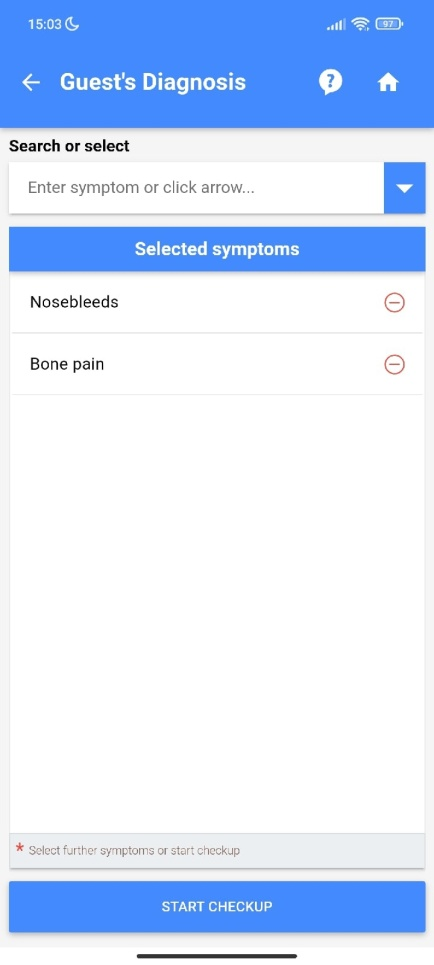 15:03
97
Guest's Diagnosis
?
Search or select
Enter symptom or click arrow...
Selected symptoms
Nosebleeds
Bone pain
* Select further symptoms or start checkup
START CHECKUP